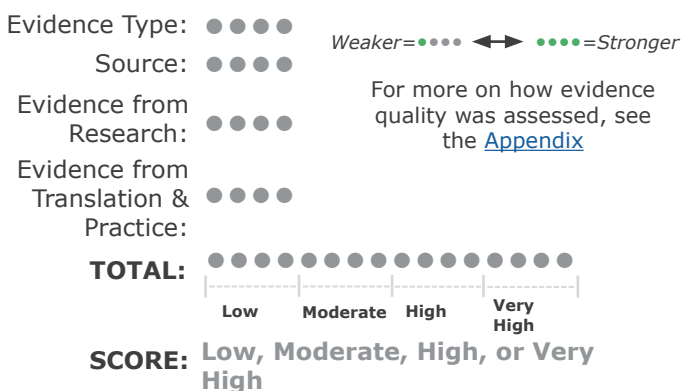 Evidence Type:
Weaker= = Stronger
Source:
For more on how evidence
quality was assessed, see
the Appendix
Evidence from
Research:
Evidence from
Translation &
Practice:
TOTAL:
Low Moderate High Very
High
SCORE: Low, Moderate, High, or Very
High